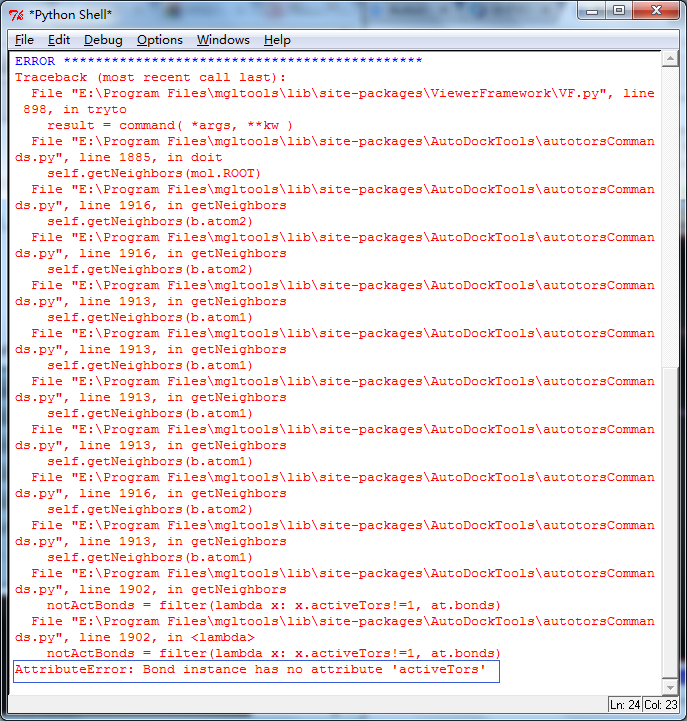 *Python Shell*
File Edit Debug Options Windows Help
ERROR *********************************************
Traceback (most recent call last):
  File "E:\Program Files\mgltools\lib\site-packages\ViewerFramework\VF.py", line
 898, in tryto
    result = command( *args, **kw )
  File "E:\Program Files\mgltools\lib\site-packages\AutoDockTools\autotorsComman
ds.py", line 1885, in doit
    self.getNeighbors(mol.ROOT)
  File "E:\Program Files\mgltools\lib\site-packages\AutoDockTools\autotorsComman
ds.py", line 1916, in getNeighbors
    self.getNeighbors(b.atom2)
  File "E:\Program Files\mgltools\lib\site-packages\AutoDockTools\autotorsComman
ds.py", line 1916, in getNeighbors
    self.getNeighbors(b.atom2)
  File "E:\Program Files\mgltools\lib\site-packages\AutoDockTools\autotorsComman
ds.py", line 1913, in getNeighbors
    self.getNeighbors(b.atom1)
  File "E:\Program Files\mgltools\lib\site-packages\AutoDockTools\autotorsComman
ds.py", line 1913, in getNeighbors
    self.getNeighbors(b.atom1)
  File "E:\Program Files\mgltools\lib\site-packages\AutoDockTools\autotorsComman
ds.py", line 1913, in getNeighbors
    self.getNeighbors(b.atom1)
  File "E:\Program Files\mgltools\lib\site-packages\AutoDockTools\autotorsComman
ds.py", line 1913, in getNeighbors
    self.getNeighbors(b.atom1)
  File "E:\Program Files\mgltools\lib\site-packages\AutoDockTools\autotorsComman
ds.py", line 1916, in getNeighbors
    self.getNeighbors(b.atom2)
  File "E:\Program Files\mgltools\lib\site-packages\AutoDockTools\autotorsComman
ds.py", line 1913, in getNeighbors
    self.getNeighbors(b.atom1)
  File "E:\Program Files\mgltools\lib\site-packages\AutoDockTools\autotorsComman
ds.py", line 1902, in getNeighbors
    notActBonds = filter(lambda x: x.activeTors!=1, at.bonds)
  File "E:\Program Files\mgltools\lib\site-packages\AutoDockTools\autotorsComman
ds.py", line 1902, in <lambda>
    notActBonds = filter(lambda x: x.activeTors!=1, at.bonds)
AttributeError: Bond instance has no attribute 'activeTors'
Ln: 24 Col: 23